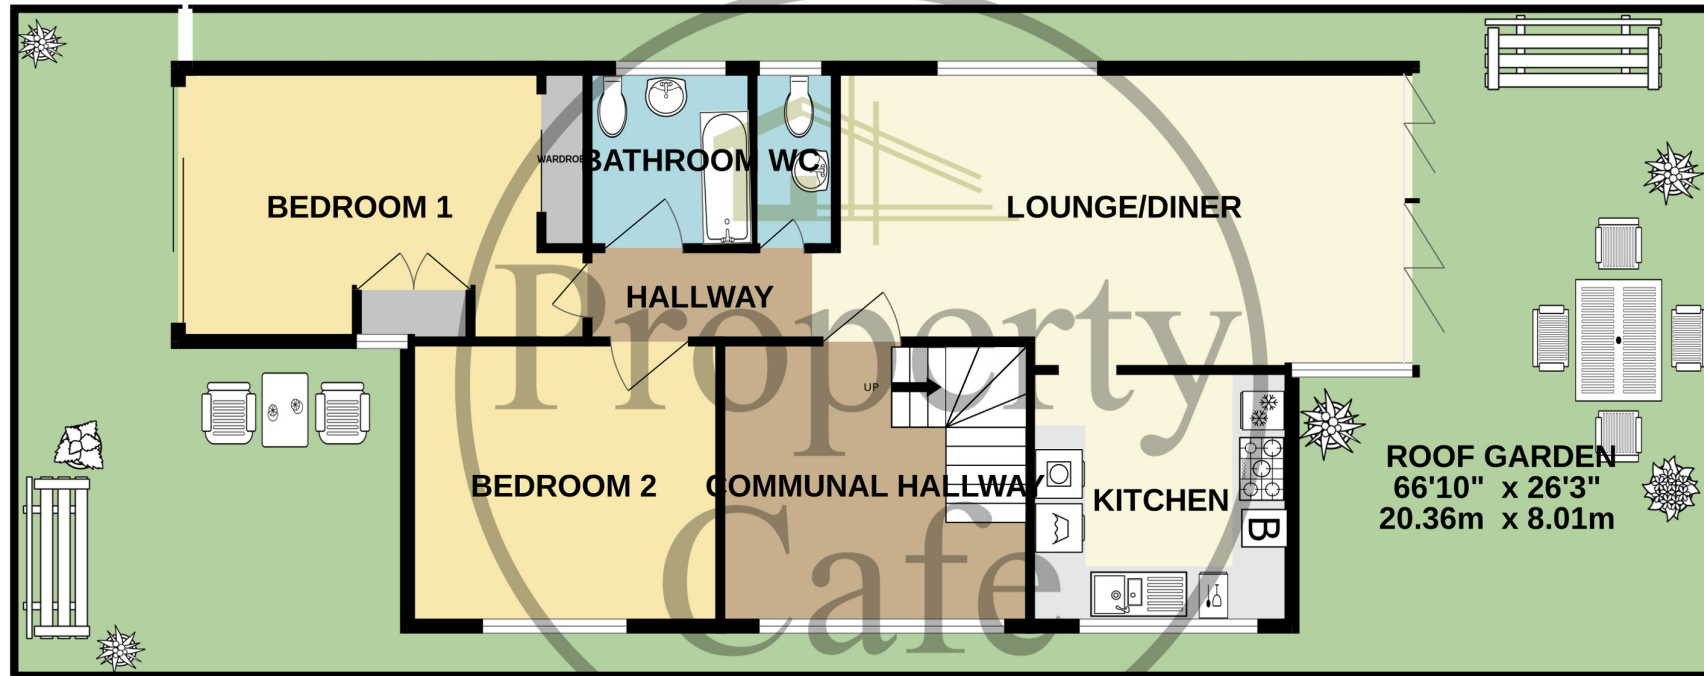 BEDROOM 1
WARDROBE
BATHROOM
WC
LOUNGE/DINER
HALLWAY
UP
BEDROOM 2
COMMUNAL HALLWAY
KITCHEN
B
ROOF GARDEN
66'10" x 26'3"
20.36m x 8.01m
Property
Cafe